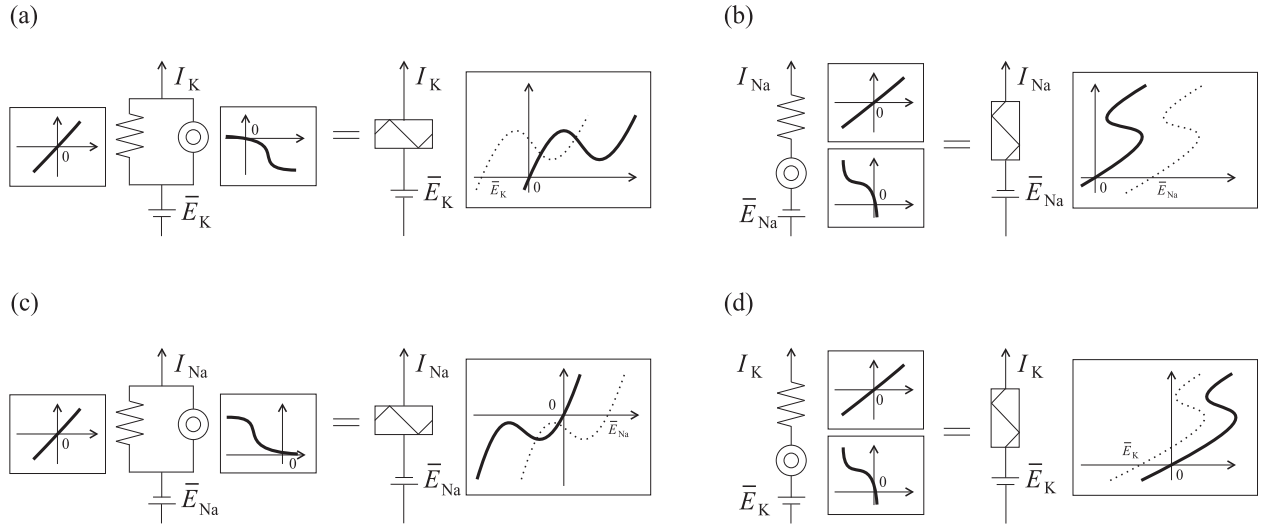 (a)
I_K
0
0
Ē_K
=
I_K
Ē_K
Ē_K
0
(b)
I_Na
0
0
Ē_Na
=
I_Na
Ē_Na
0
Ē_Na
(c)
I_Na
0
0
Ē_Na
=
I_Na
Ē_Na
0
Ē_Na
(d)
I_K
0
0
Ē_K
=
I_K
Ē_K
Ē_K
0